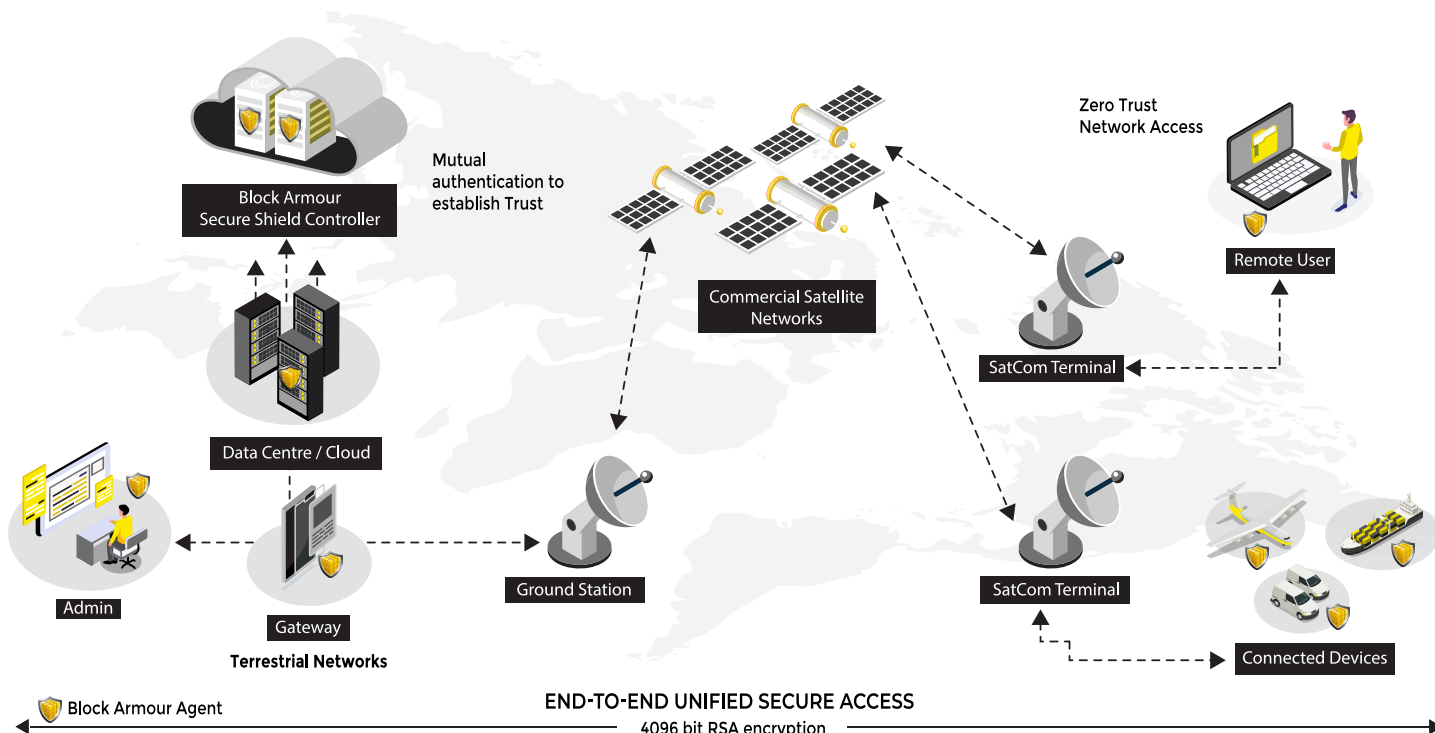 Block Armour
Secure Shield Controller
Mutual
authentication to
establish Trust
Zero Trust
Network Access
Remote User
Commercial Satellite
Networks
SatCom Terminal
Data Centre / Cloud
Admin
Gateway
Terrestrial Networks
Ground Station
SatCom Terminal
Connected Devices
Block Armour Agent
END-TO-END UNIFIED SECURE ACCESS
4096 bit RSA encryption